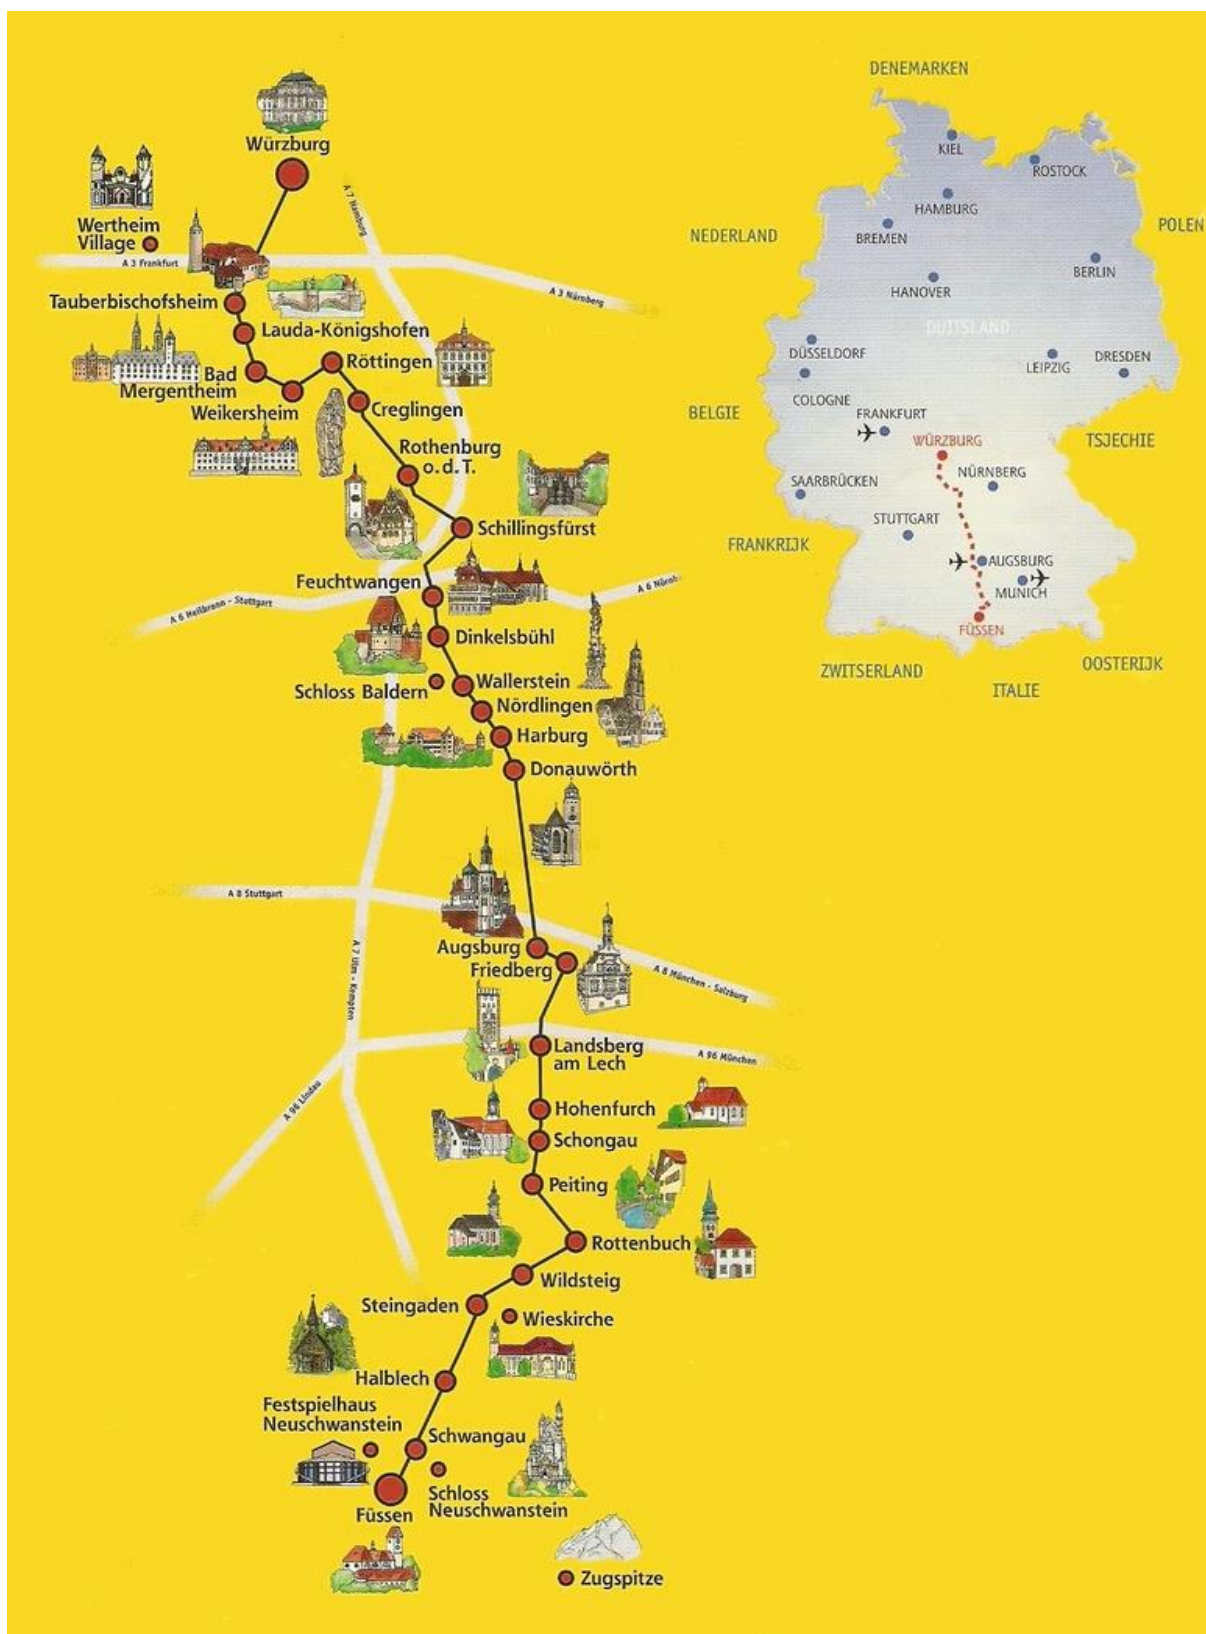 Würzburg
Wertheim
Village
A 7 Hamburg
A 3 Frankfurt
A 3 Nürnberg
Tauberbischofsheim
Lauda-Königshofen
Röttingen
Bad
Mergentheim
Weikersheim
Creglingen
Rothenburg
o.d.T.
Schillingsfürst
Feuchtwangen
A 6 Heilbronn - Stuttgart
Dinkelsbühl
Wallerstein
Schloss Baldern
Nördlingen
Harburg
Donauwörth
A 8 Stuttgart
Augsburg
Friedberg
A 8 München - Salzburg
A 7 Ulm - Kempten
Landsberg
am Lech
A 96 München
A 96 Lindau
Hohenfurch
Schongau
Peiting
Rottenbuch
Wildsteig
Steingaden
Wieskirche
Halblech
Festspielhaus
Neuschwanstein
Schwangau
Schloss
Neuschwanstein
Füssen
Zugspitze
DENEMARKEN
KIEL
ROSTOCK
HAMBURG
NEDERLAND
BREMEN
POLEN
BERLIN
HANOVER
DUITSLAND
DÜSSELDORF
LEIPZIG
DRESDEN
COLOGNE
BELGIE
FRANKFURT
WÜRZBURG
TSJECHIE
NÜRNBERG
SAARBRÜCKEN
STUTTGART
FRANKRIJK
AUGSBURG
MUNICH
FÜSSEN
ZWITSERLAND
ITALIE
OOSTERIJK